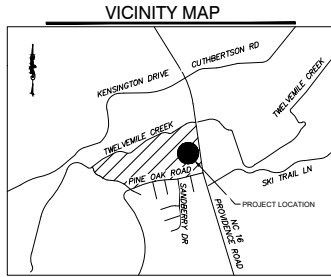 VICINITY MAP
CUTHBERTSON RD
KENSINGTON DRIVE
TWELVEMILE CREEK
TWELVEMILE CREEK
PINE OAK ROAD
SKI TRAIL LN
SANDBERRY DR
PROJECT LOCATION
NC 16
PROVIDENCE ROAD